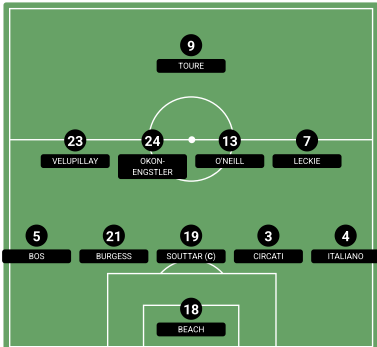 9
TOURE
23 24 13 7
VELUPILLAY OKON-ENGSTLER O'NEILL LECKIE
5 21 19 3 4
BOS BURGESS SOUTTAR (C) CIRCATI ITALIANO
18
BEACH